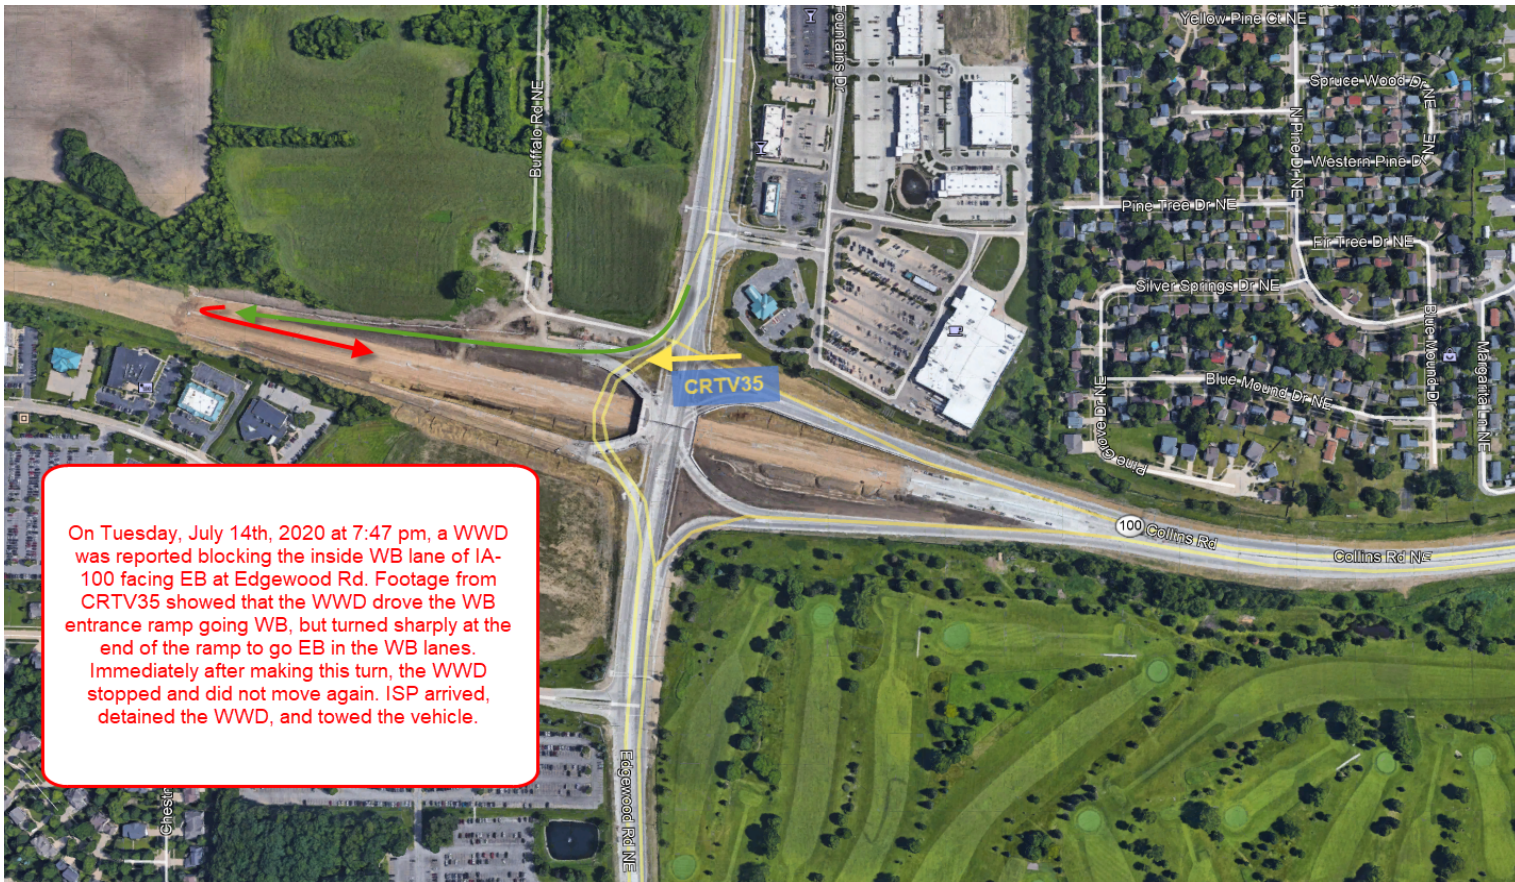 Yellow Pine Ct NE
Fountains Dr
Buffalo Rd NE
Spruce Wood Dr NE
N Pine Dr NE
Western Pine D
NE
Pine Tree Dr NE
Fir Tree Dr NE
Silver Springs Dr NE
Blue Mound Dr
CRTV35
Blue Mound Dr NE
Margarita Ln NE
Pine Grove Dr NE
100
Collins Rd
Collins Rd NE
On Tuesday, July 14th, 2020 at 7:47 pm, a WWD
was reported blocking the inside WB lane of IA-
100 facing EB at Edgewood Rd. Footage from
CRTV35 showed that the WWD drove the WB
entrance ramp going WB, but turned sharply at the
end of the ramp to go EB in the WB lanes.
Immediately after making this turn, the WWD
stopped and did not move again. ISP arrived,
detained the WWD, and towed the vehicle.
Edgewood Rd NE
Chest